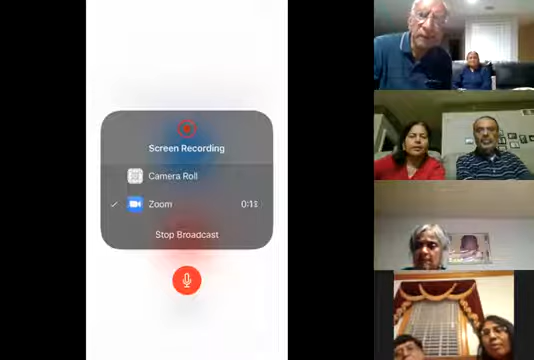 Screen Recording
Camera Roll
Zoom
Stop Broadcast